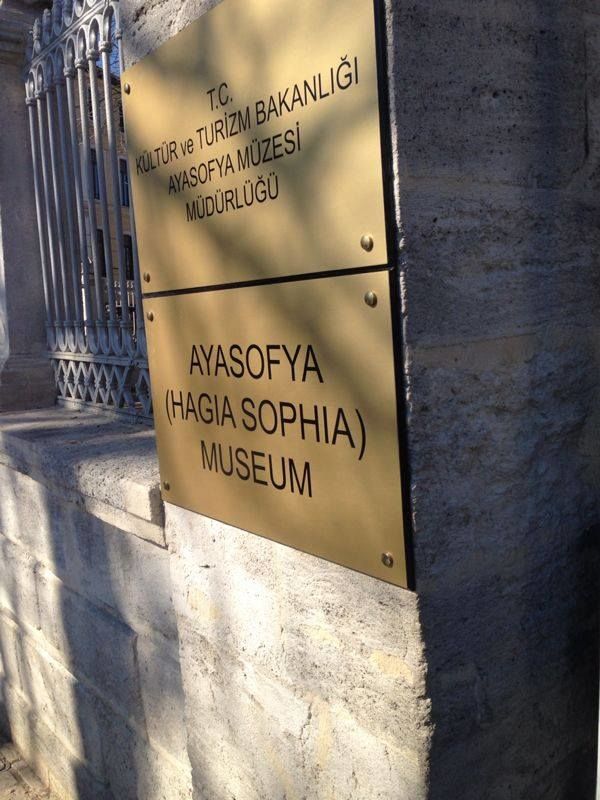 T.C.
KÜLTÜR ve TURİZM BAKANLIĞI
AYASOFYA MÜZESİ
MÜDÜRLÜĞÜ
AYASOFYA
(HAGIA SOPHIA)
MUSEUM